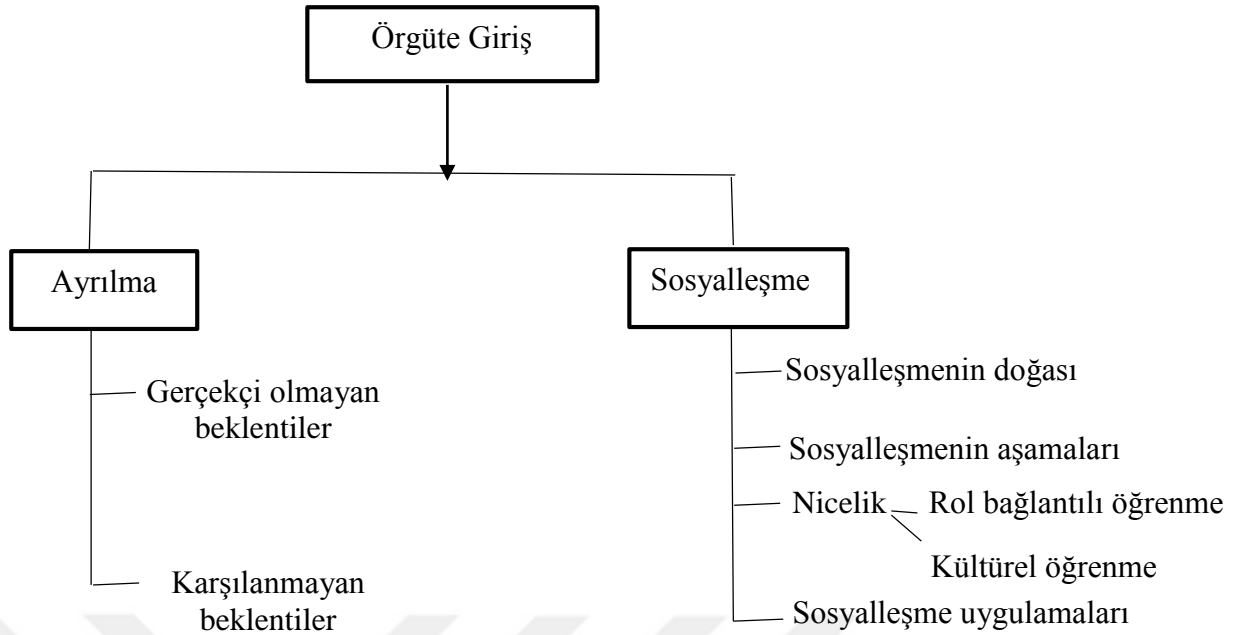 Örgüte Giriş
Ayrılma
Sosyalleşme
Gerçekçi olmayan
beklentiler
Karşılanmayan
beklentiler
Sosyalleşmenin doğası
Sosyalleşmenin aşamaları
Nicelik
Rol bağlantılı öğrenme
Kültürel öğrenme
Sosyalleşme uygulamaları